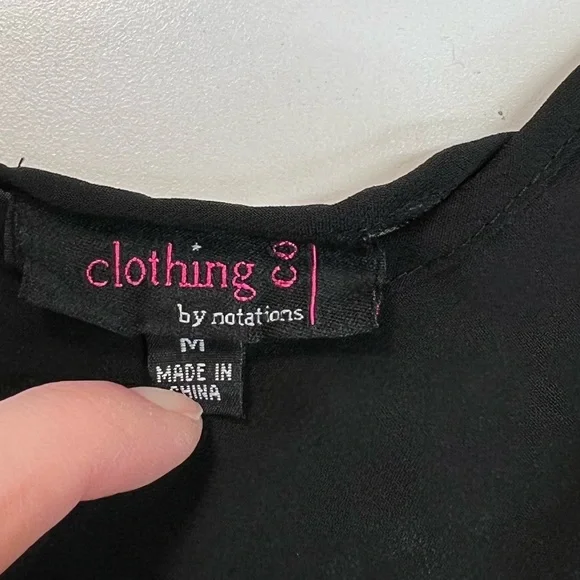 clothing co
by notations
M
MADE IN
CHINA